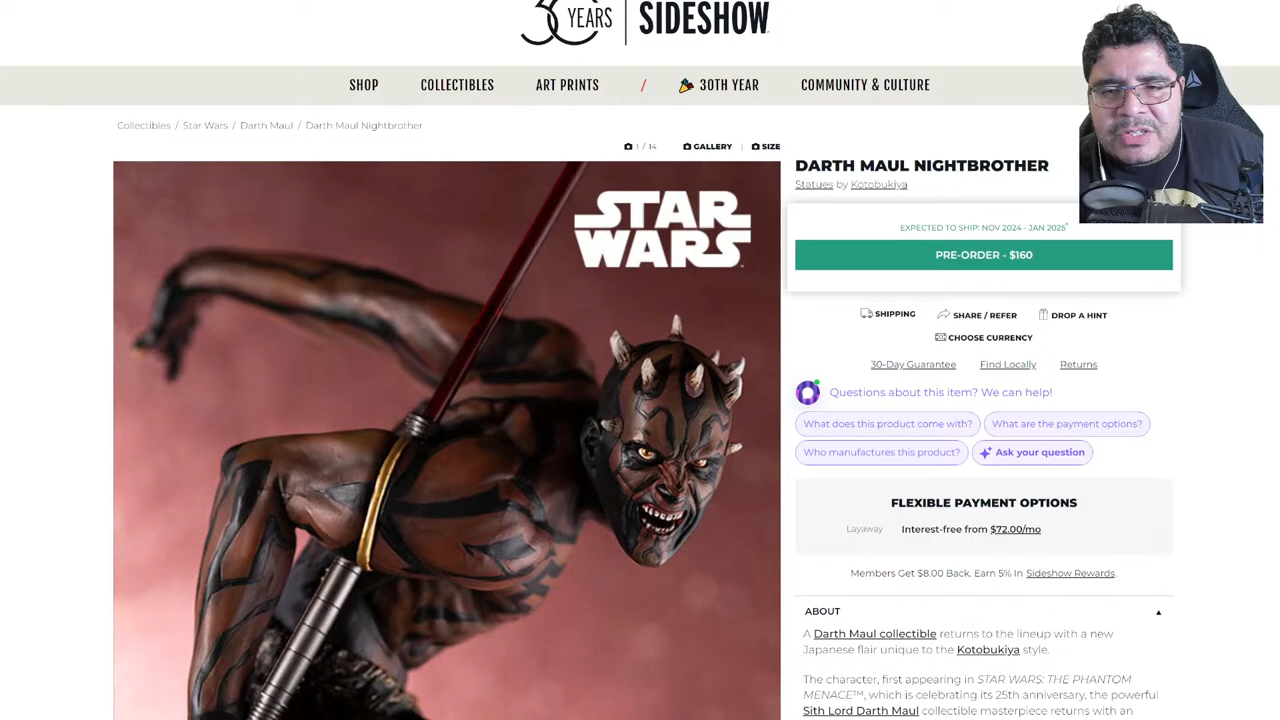 30 YEARS SIDESHOW
SHOP COLLECTIBLES ART PRINTS / 30TH YEAR COMMUNITY & CULTURE
Collectibles / Star Wars / Darth Maul / Darth Maul Nightbrother
1 / 14 GALLERY | SIZE
STAR
WARS
DARTH MAUL NIGHTBROTHER
Statues by Kotobukiya
EXPECTED TO SHIP: NOV 2024 - JAN 2025*
PRE-ORDER - $160
SHIPPING SHARE / REFER DROP A HINT
CHOOSE CURRENCY
30-Day Guarantee Find Locally Returns
Questions about this item? We can help!
What does this product come with? What are the payment options?
Who manufactures this product? Ask your question
FLEXIBLE PAYMENT OPTIONS
Layaway Interest-free from $72.00/mo
Members Get $8.00 Back. Earn 5% In Sideshow Rewards.
ABOUT
A Darth Maul collectible returns to the lineup with a new
Japanese flair unique to the Kotobukiya style.
The character, first appearing in STAR WARS: THE PHANTOM
MENACE™, which is celebrating its 25th anniversary, the powerful
Sith Lord Darth Maul collectible masterpiece returns with an